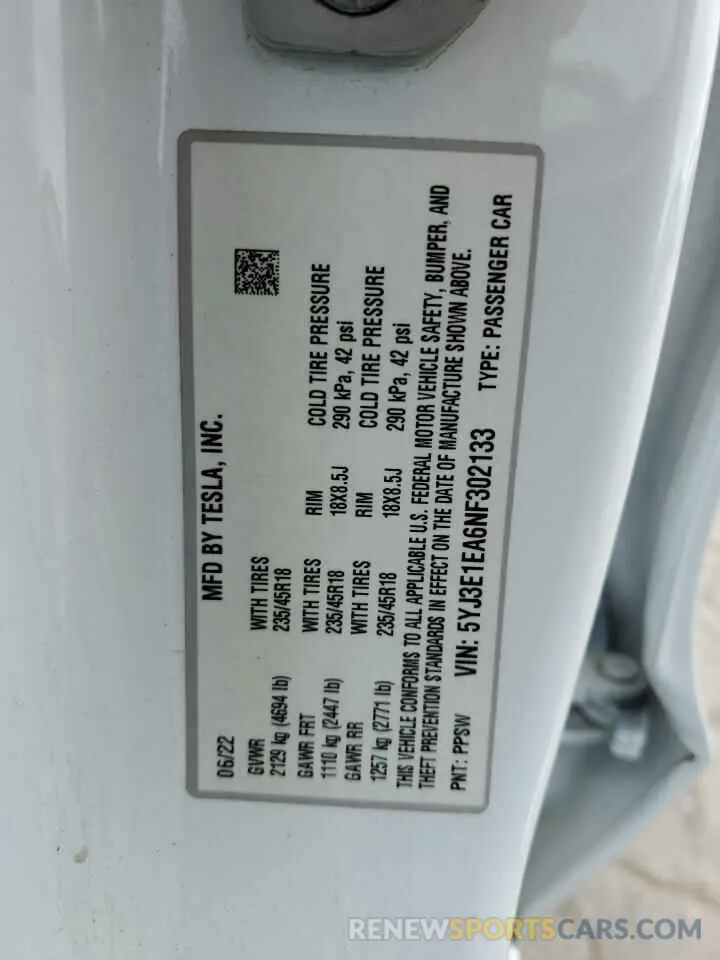 MFD BY TESLA, INC.
06/22
GVWR WITH TIRES
2129 kg (4694 lb) 235/45R18
GAWR FRT WITH TIRES RIM COLD TIRE PRESSURE
1110 kg (2447 lb) 235/45R18 18X8.5J 290 kPa, 42 psi
GAWR RR WITH TIRES RIM COLD TIRE PRESSURE
1257 kg (2771 lb) 235/45R18 18X8.5J 290 kPa, 42 psi
THIS VEHICLE CONFORMS TO ALL APPLICABLE U.S. FEDERAL MOTOR VEHICLE SAFETY, BUMPER, AND
THEFT PREVENTION STANDARDS IN EFFECT ON THE DATE OF MANUFACTURE SHOWN ABOVE.
PNT: PPSW VIN: 5YJ3E1EA6NF302133 TYPE: PASSENGER CAR
RENEWSPORTSCARS.COM